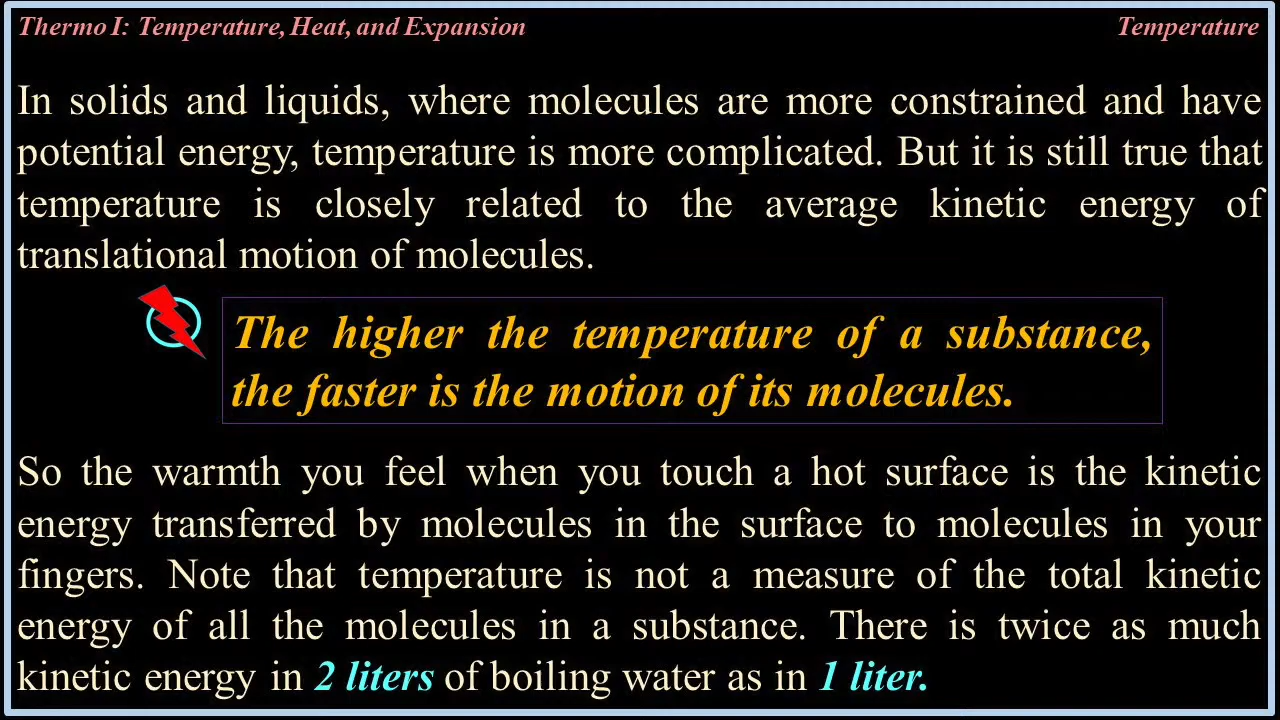 Thermo I: Temperature, Heat, and Expansion
Temperature
In solids and liquids, where molecules are more constrained and have
potential energy, temperature is more complicated. But it is still true that
temperature is closely related to the average kinetic energy of
translational motion of molecules.
The higher the temperature of a substance,
the faster is the motion of its molecules.
So the warmth you feel when you touch a hot surface is the kinetic
energy transferred by molecules in the surface to molecules in your
fingers. Note that temperature is not a measure of the total kinetic
energy of all the molecules in a substance. There is twice as much
kinetic energy in 2 liters of boiling water as in 1 liter.